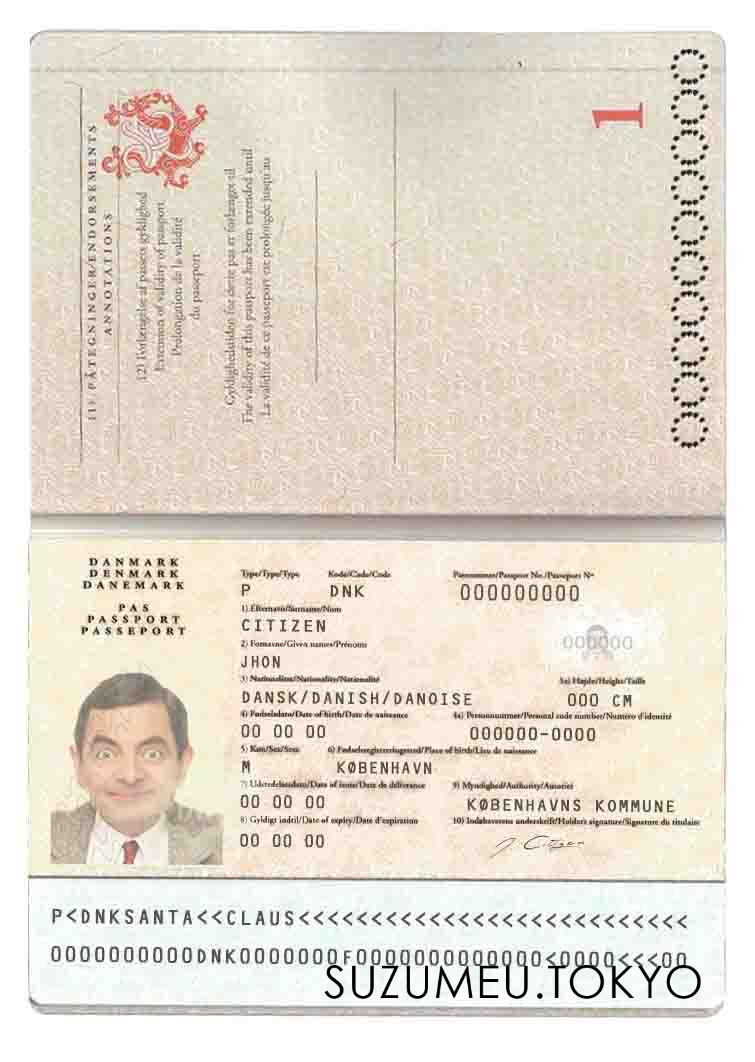 1
11) PÅTEGNINGER/ENDORSEMENTS
ANNOTATIONS
12) Forlængelse af passets gyldighed
Extension of validity of passport
Prolongation de la validité
du passeport
Gyldighedstiden for dette pas er forlænget til
The validity of this passport has been extended until
La validité de ce passeport est prolongée jusqu'au
000000000
DANMARK
DENMARK
DANEMARK
PAS
PASSPORT
PASSEPORT
Type/Type/Type Kode/Code/Code Pasnummer/Passport No./Passeport Nº
P DNK 000000000
1) Efternavn/Surname/Nom
CITIZEN
000000
2) Fornavne/Given names/Prénoms
JHON
3) Nationalitet/Nationality/Nationalité 3a) Højde/Height/Taille
DANSK/DANISH/DANOISE 000 CM
4) Fødselsdato/Date of birth/Date de naissance 4a) Personnummer/Personal code number/Numéro d'identité
00 00 00 000000-0000
5) Køn/Sex/Sexe 6) Fødselsregistreringssted/Place of birth/Lieu de naissance
M KØBENHAVN
7) Udstedelsesdato/Date of issue/Date de délivrance 9) Myndighed/Authority/Autorité
00 00 00 KØBENHAVNS KOMMUNE
8) Gyldigt indtil/Date of expiry/Date d'expiration 10) Indehaverens underskrift/Holder's signature/Signature du titulaire
00 00 00 J. Citizen
P<DNKSANTA<<CLAUS<<<<<<<<<<<<<<<<<<<<<<<<<<<
0000000000DNK0000000F00000000000000<0000<<<00
SUZUMEU.TOKYO